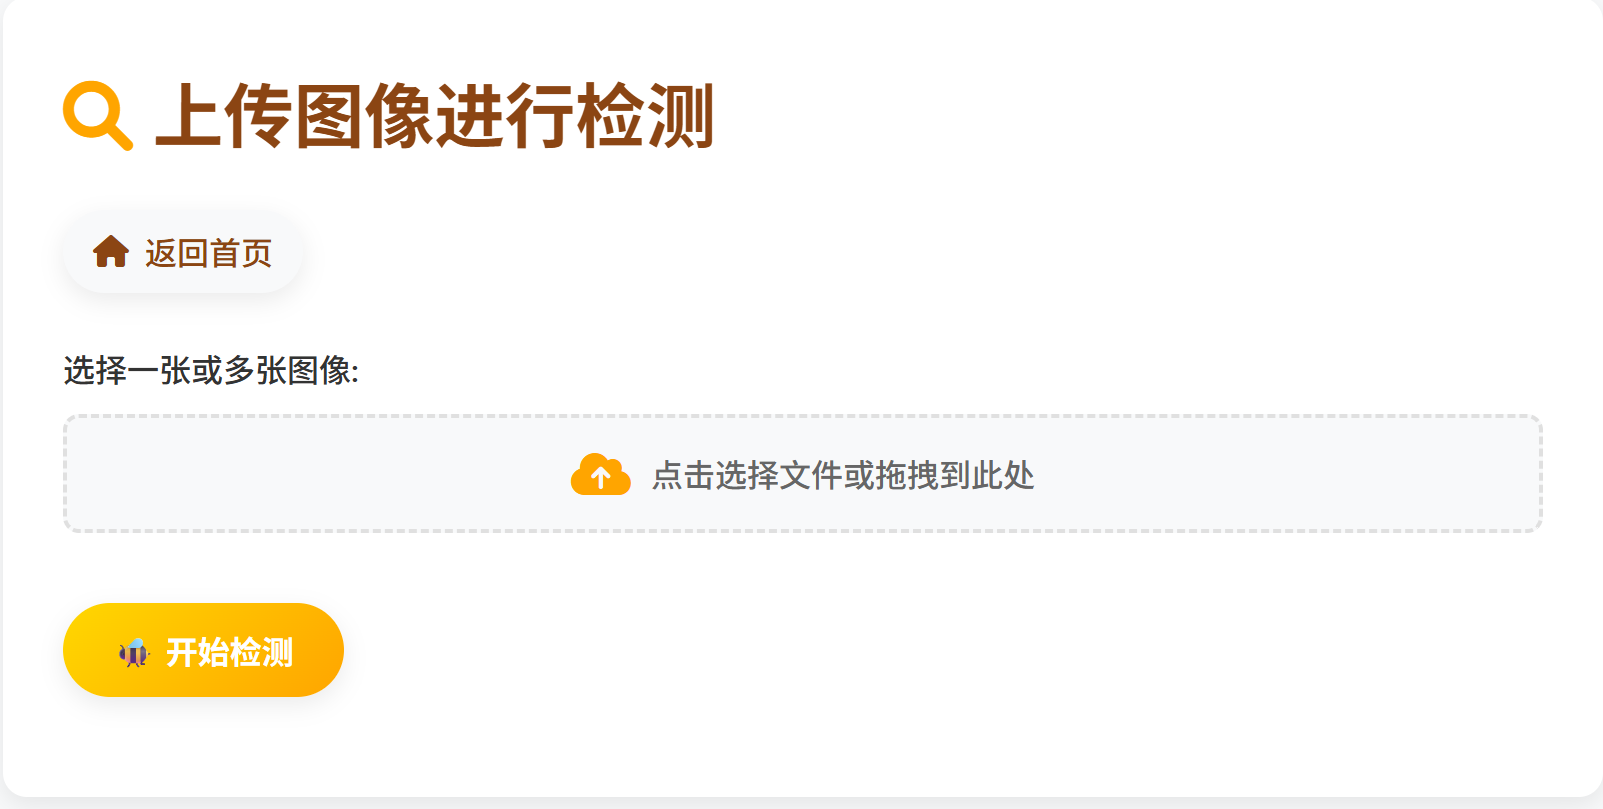 上传图像进行检测
返回首页
选择一张或多张图像:
点击选择文件或拖拽到此处
开始检测